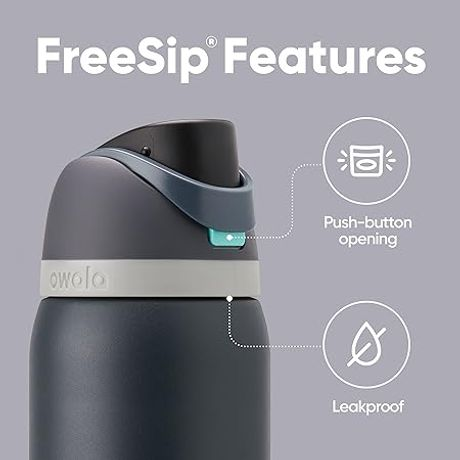 FreeSip® Features
Push-button
opening
owala
Leakproof